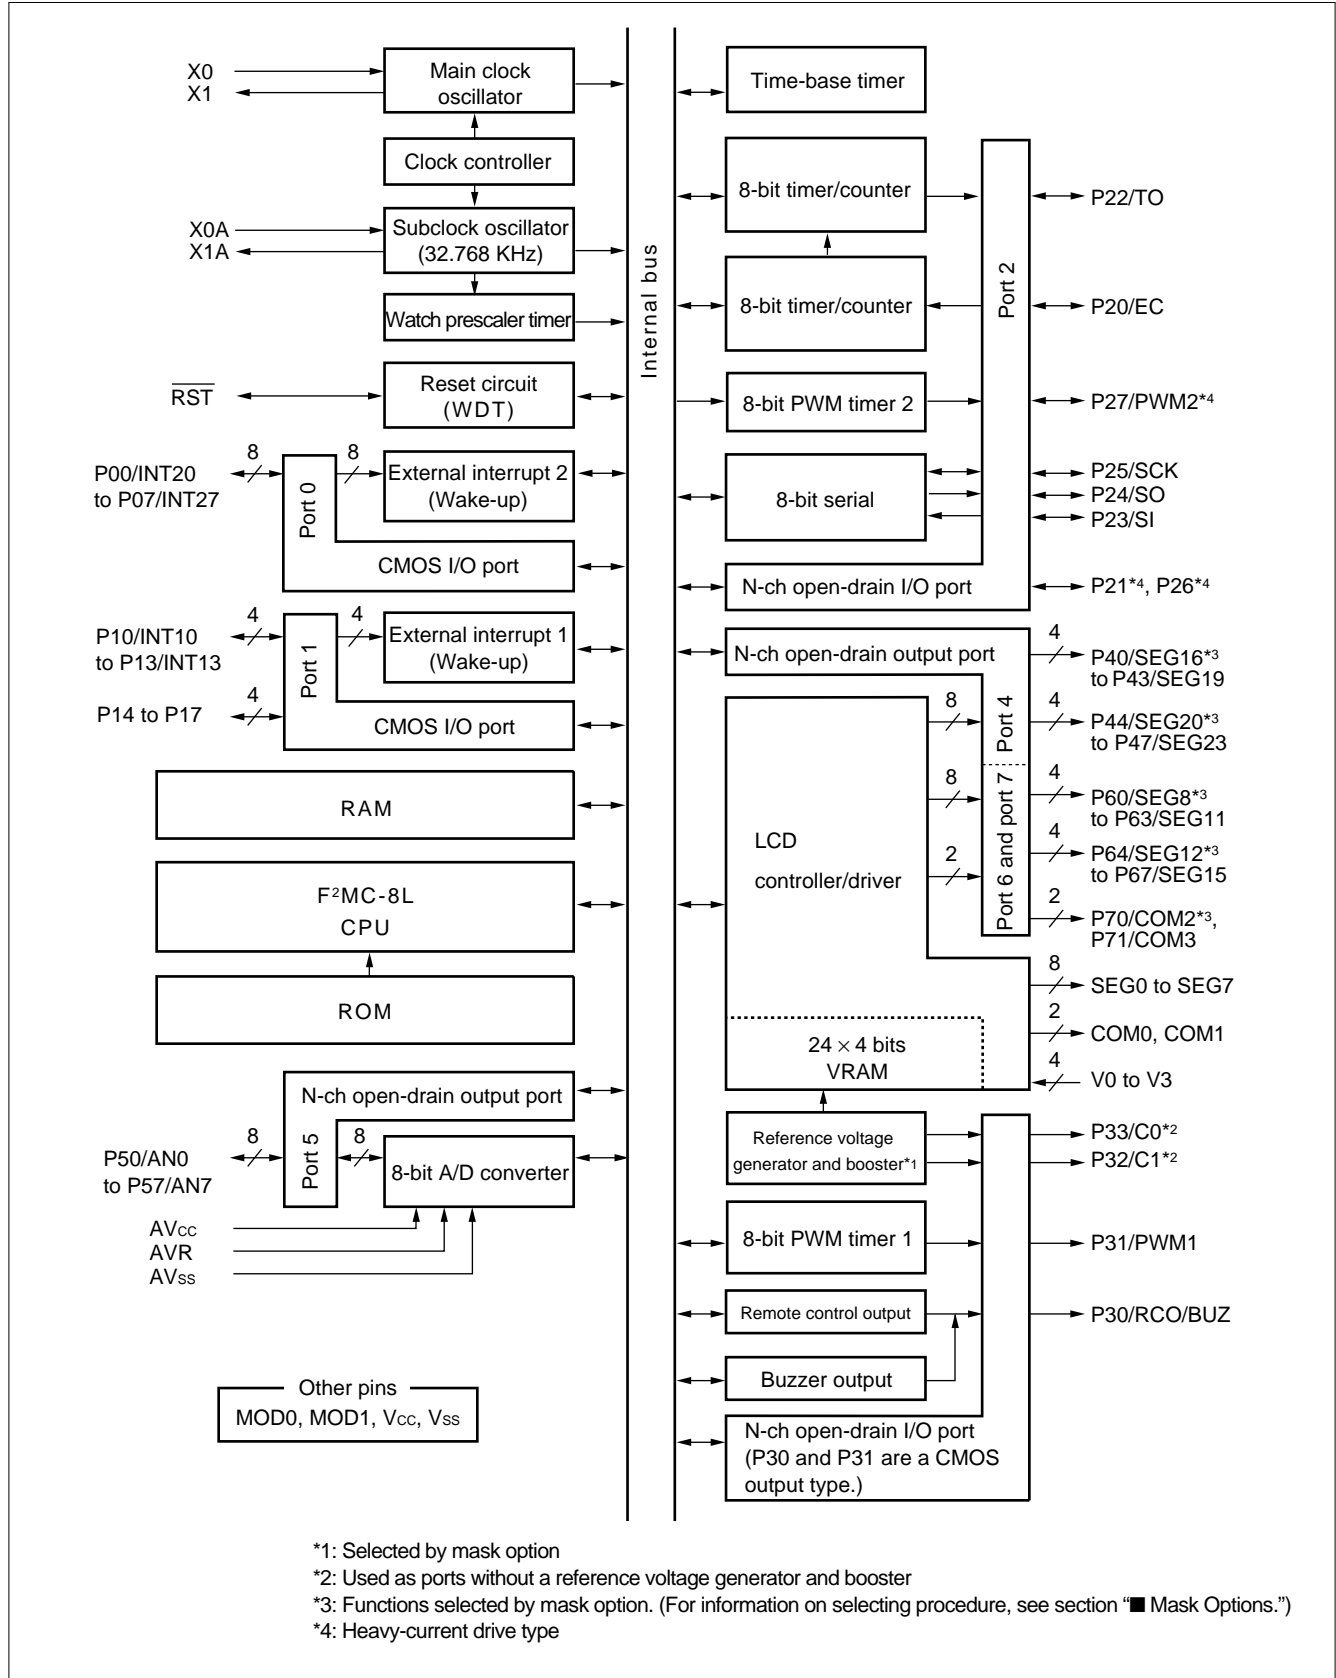 X0
X1
Main clock
oscillator
Clock controller
X0A
X1A
Subclock oscillator
(32.768 KHz)
Watch prescaler timer
RST
Reset circuit
(WDT)
P00/INT20
to P07/INT27
8
Port 0
8
External interrupt 2
(Wake-up)
CMOS I/O port
P10/INT10
to P13/INT13
4
Port 1
4
External interrupt 1
(Wake-up)
P14 to P17
4
CMOS I/O port
RAM
F²MC-8L
CPU
ROM
N-ch open-drain output port
P50/AN0
to P57/AN7
8
Port 5
8
8-bit A/D converter
AVCC
AVR
AVSS
Other pins
MOD0, MOD1, VCC, VSS
Internal bus
Time-base timer
8-bit timer/counter
P22/TO
8-bit timer/counter
Port 2
P20/EC
8-bit PWM timer 2
P27/PWM2*4
8-bit serial
P25/SCK
P24/SO
P23/SI
N-ch open-drain I/O port
P21*4, P26*4
N-ch open-drain output port
4
P40/SEG16*3
to P43/SEG19
8
Port 4
4
P44/SEG20*3
to P47/SEG23
8
Port 6 and port 7
4
P60/SEG8*3
to P63/SEG11
LCD
controller/driver
2
4
P64/SEG12*3
to P67/SEG15
2
P70/COM2*3,
P71/COM3
8
SEG0 to SEG7
2
COM0, COM1
24 × 4 bits
VRAM
4
V0 to V3
Reference voltage
generator and booster*1
P33/C0*2
P32/C1*2
8-bit PWM timer 1
P31/PWM1
Remote control output
P30/RCO/BUZ
Buzzer output
N-ch open-drain I/O port
(P30 and P31 are a CMOS
output type.)
*1: Selected by mask option
*2: Used as ports without a reference voltage generator and booster
*3: Functions selected by mask option. (For information on selecting procedure, see section “■ Mask Options.”)
*4: Heavy-current drive type